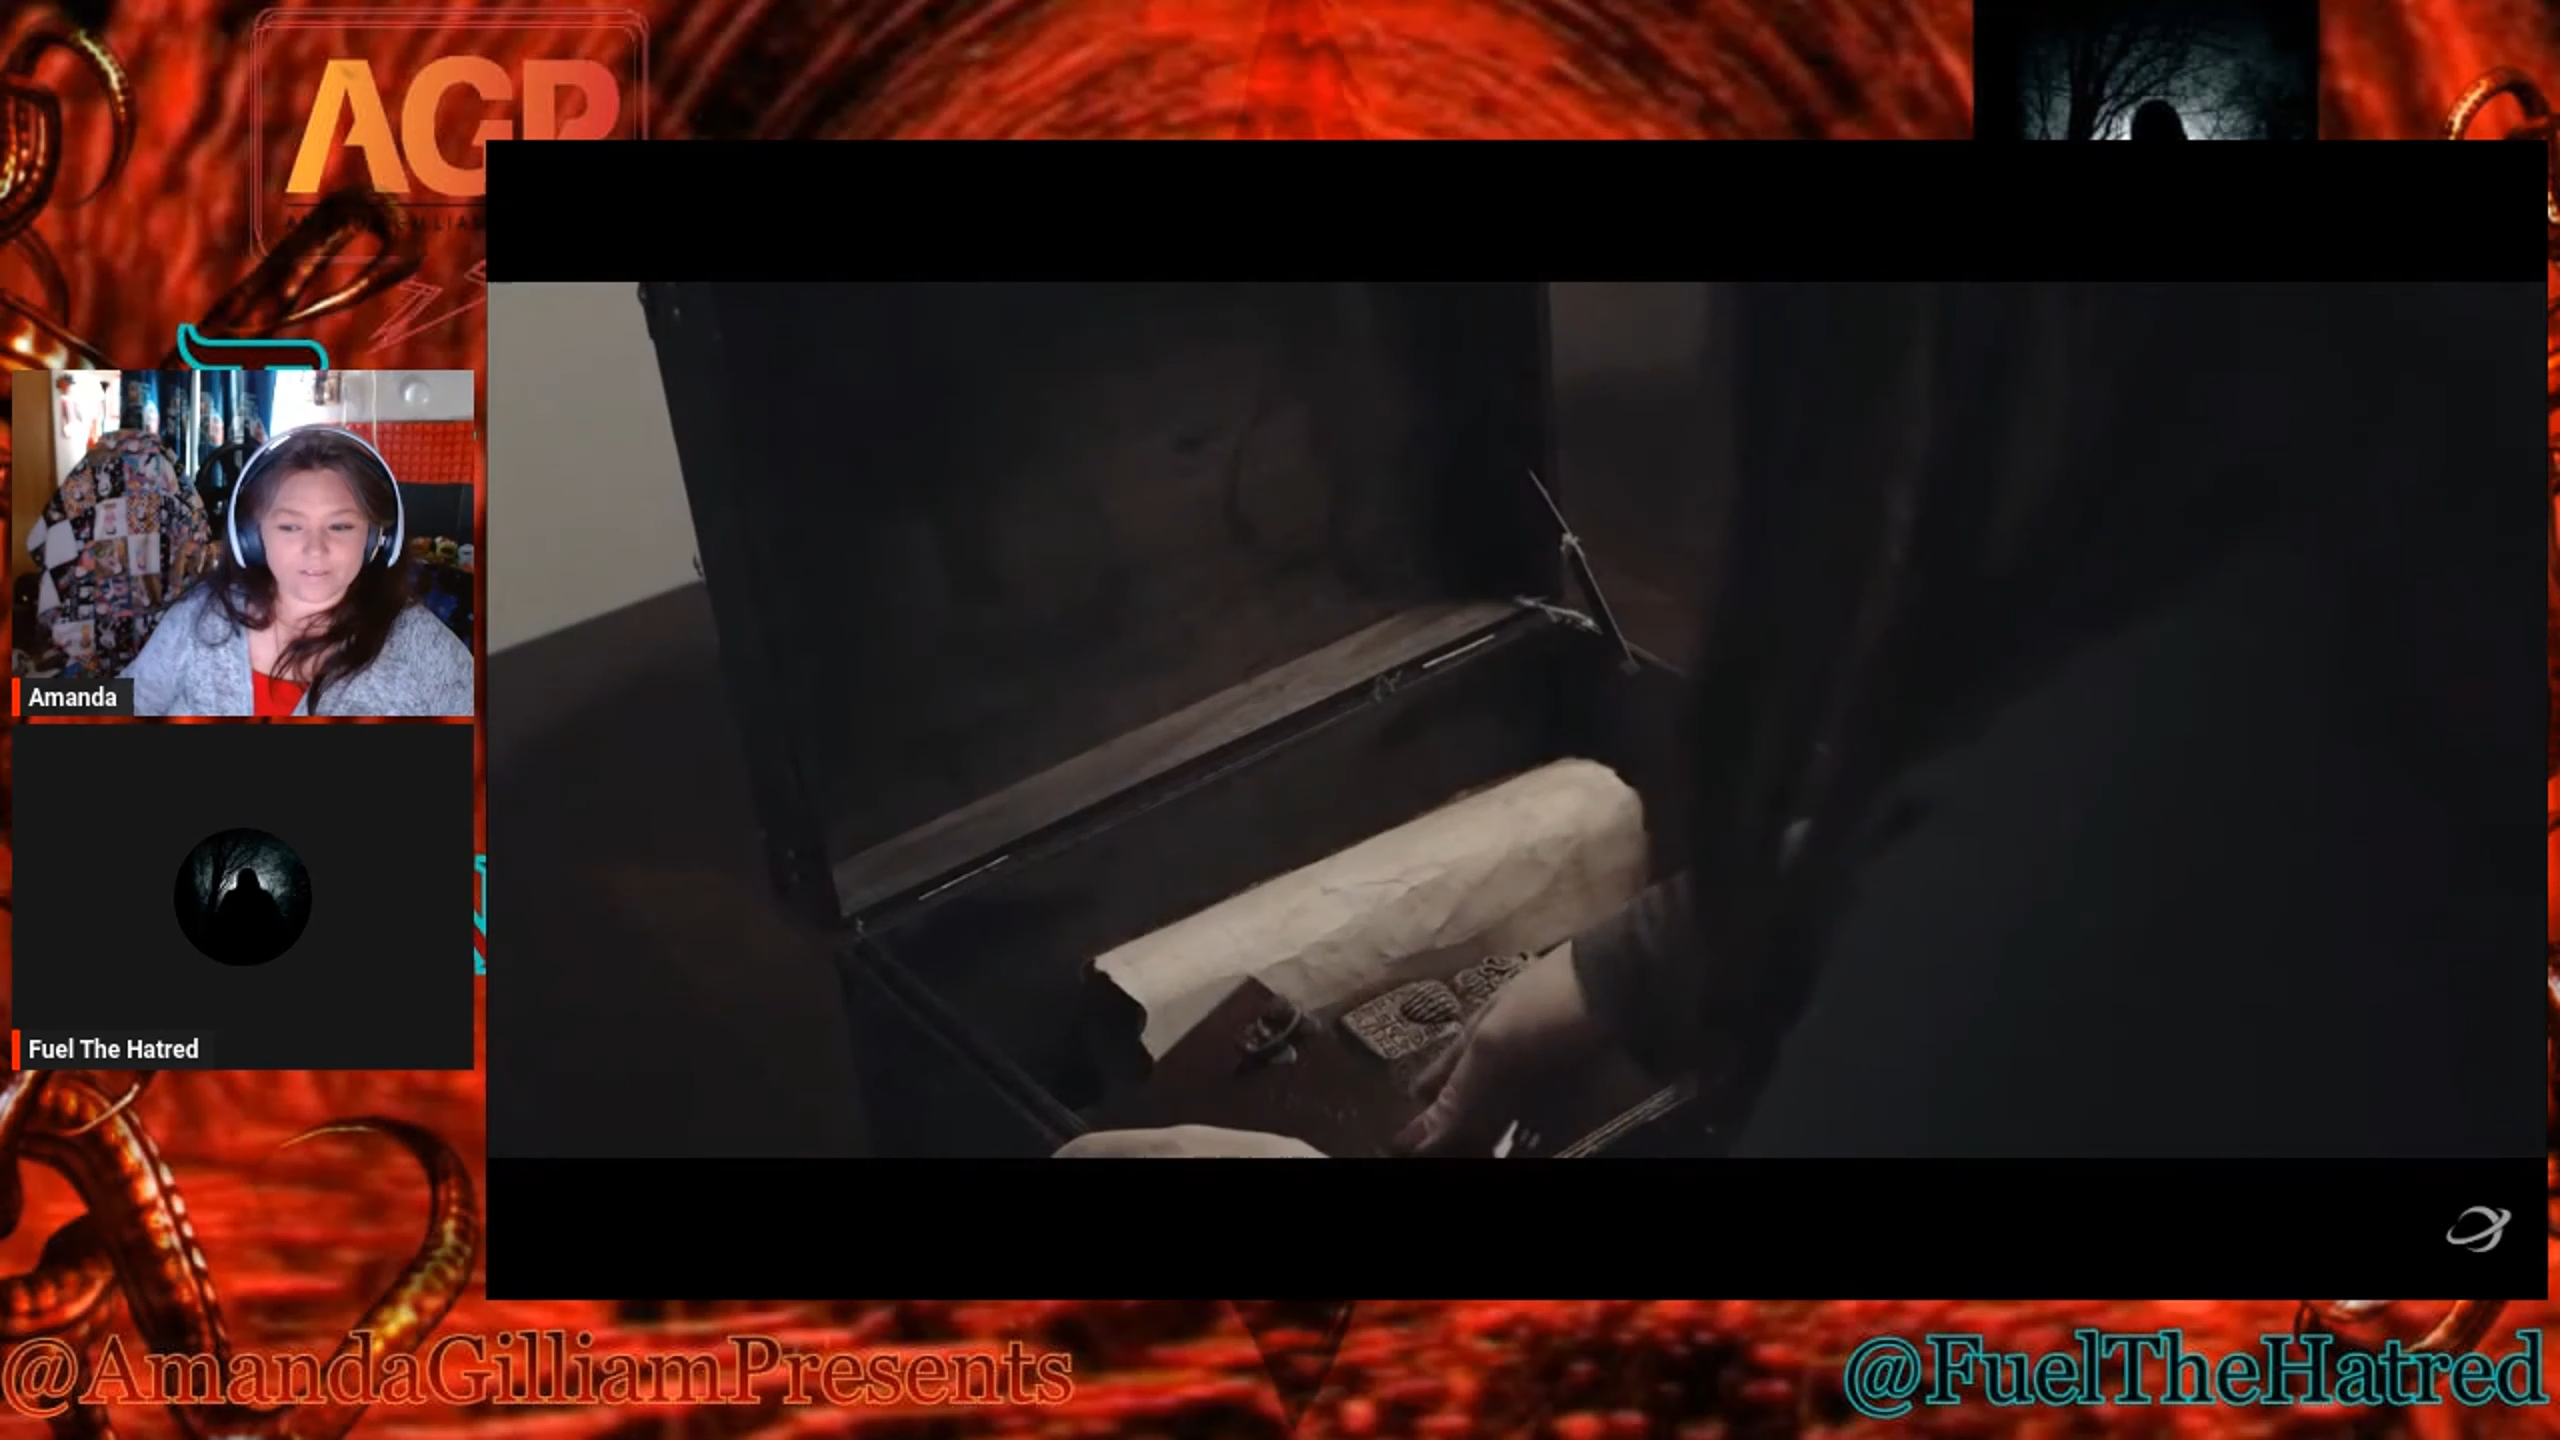 AGP
Amanda
Fuel The Hatred
@AmandaGilliamPresents
@FuelTheHatred